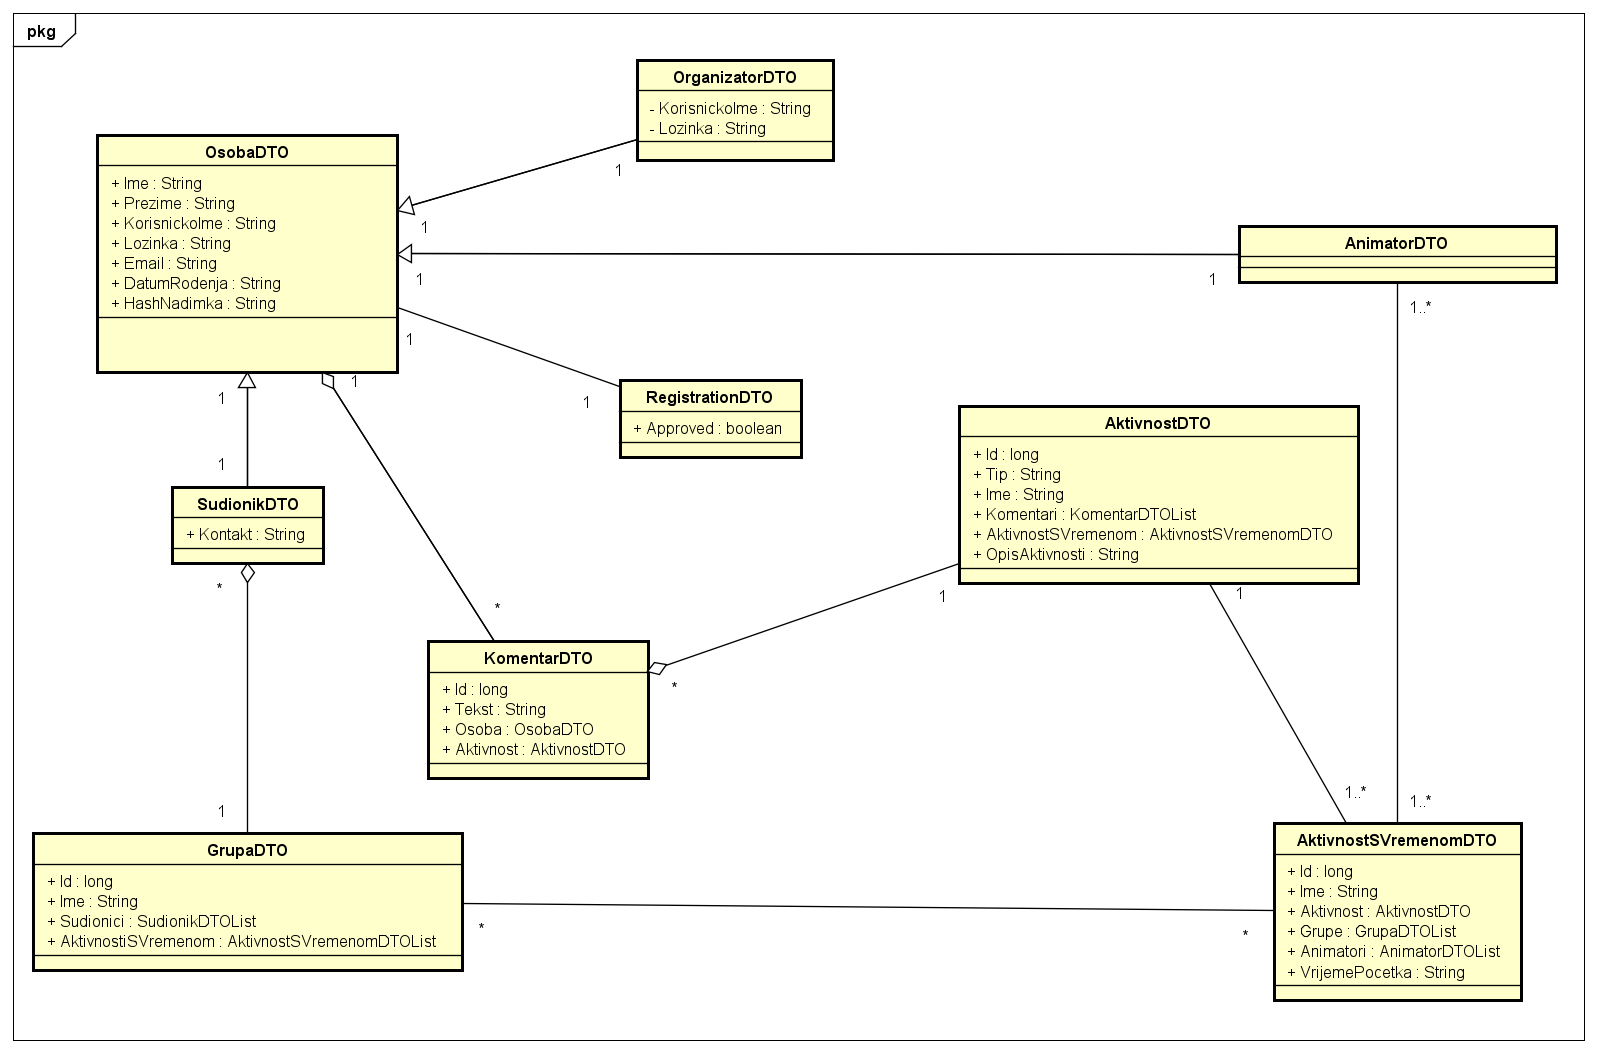 pkg
OrganizatorDTO
- KorisnickoIme : String
- Lozinka : String
OsobaDTO
+ Ime : String
+ Prezime : String
+ KorisnickoIme : String
+ Lozinka : String
+ Email : String
+ DatumRodenja : String
+ HashNadimka : String
1
1
AnimatorDTO
1
1
1..*
1
1
1
1
1
*
RegistrationDTO
+ Approved : boolean
SudionikDTO
+ Kontakt : String
*
1
AktivnostDTO
+ Id : long
+ Tip : String
+ Ime : String
+ Komentari : KomentarDTOList
+ AktivnostSVremenom : AktivnostSVremenomDTO
+ OpisAktivnosti : String
1
1
KomentarDTO
+ Id : long
+ Tekst : String
+ Osoba : OsobaDTO
+ Aktivnost : AktivnostDTO
*
1..*
1..*
GrupaDTO
+ Id : long
+ Ime : String
+ Sudionici : SudionikDTOList
+ AktivnostiSVremenom : AktivnostSVremenomDTOList
*
*
AktivnostSVremenomDTO
+ Id : long
+ Ime : String
+ Aktivnost : AktivnostDTO
+ Grupe : GrupaDTOList
+ Animatori : AnimatorDTOList
+ VrijemePocetka : String